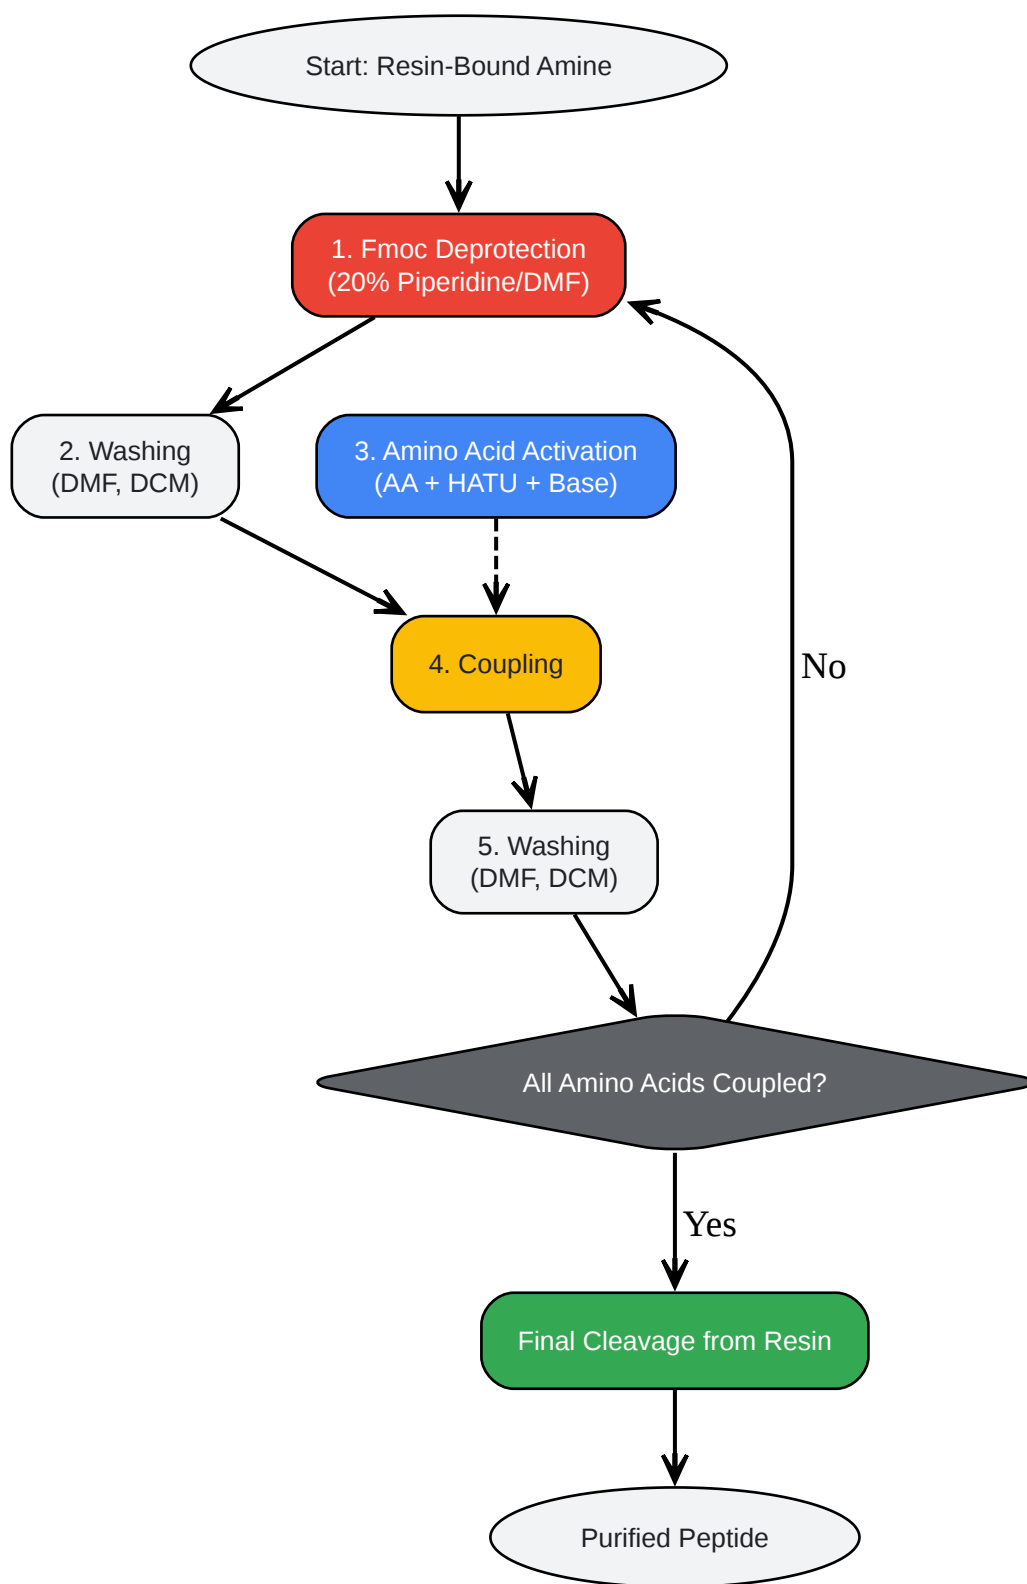 Start: Resin-Bound Amine
1. Fmoc Deprotection
(20% Piperidine/DMF)
2. Washing
(DMF, DCM)
3. Amino Acid Activation
(AA + HATU + Base)
4. Coupling
No
5. Washing
(DMF, DCM)
All Amino Acids Coupled?
Yes
Final Cleavage from Resin
Purified Peptide